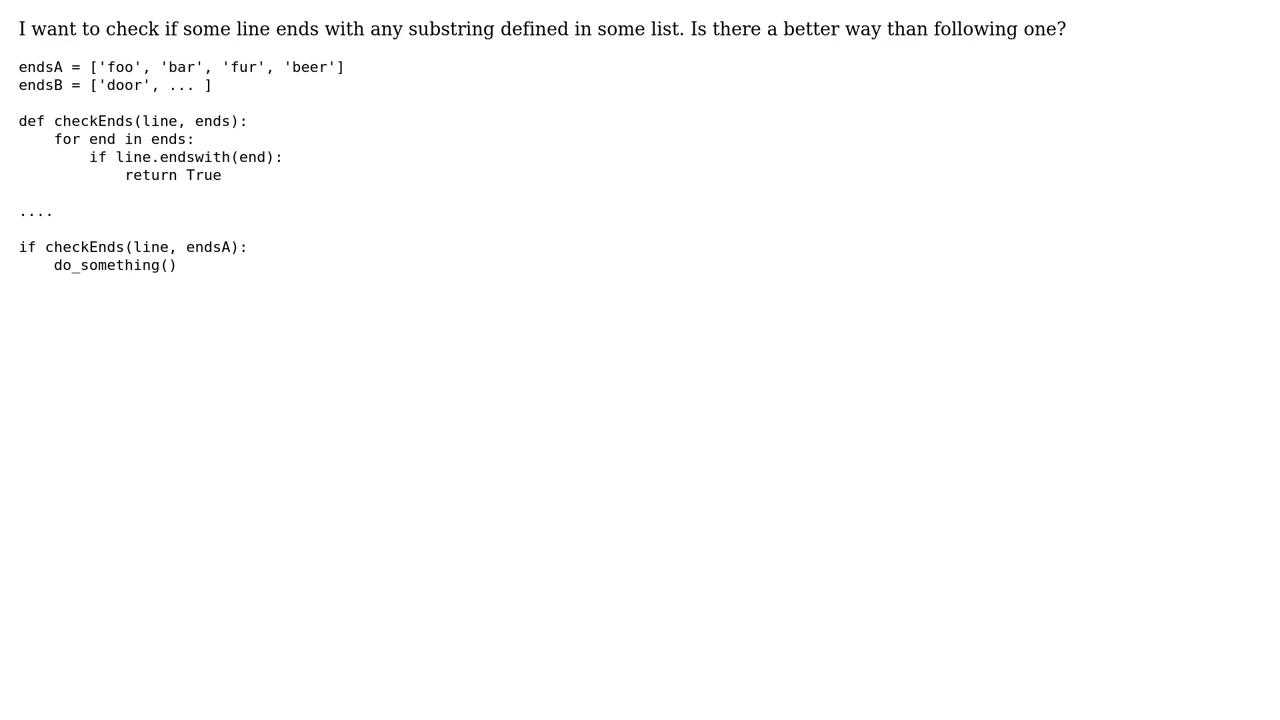 I want to check if some line ends with any substring defined in some list. Is there a better way than following one?
endsA = ['foo', 'bar', 'fur', 'beer']
endsB = ['door', ... ]
def checkEnds(line, ends):
    for end in ends:
        if line.endswith(end):
            return True
....
if checkEnds(line, endsA):
    do_something()